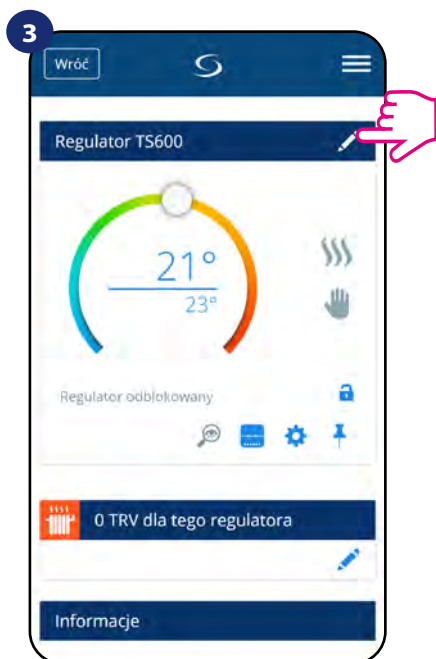 3
Wróć
Regulator TS600
21°
23°
Regulator odblokowany
0 TRV dla tego regulatora
Informacje